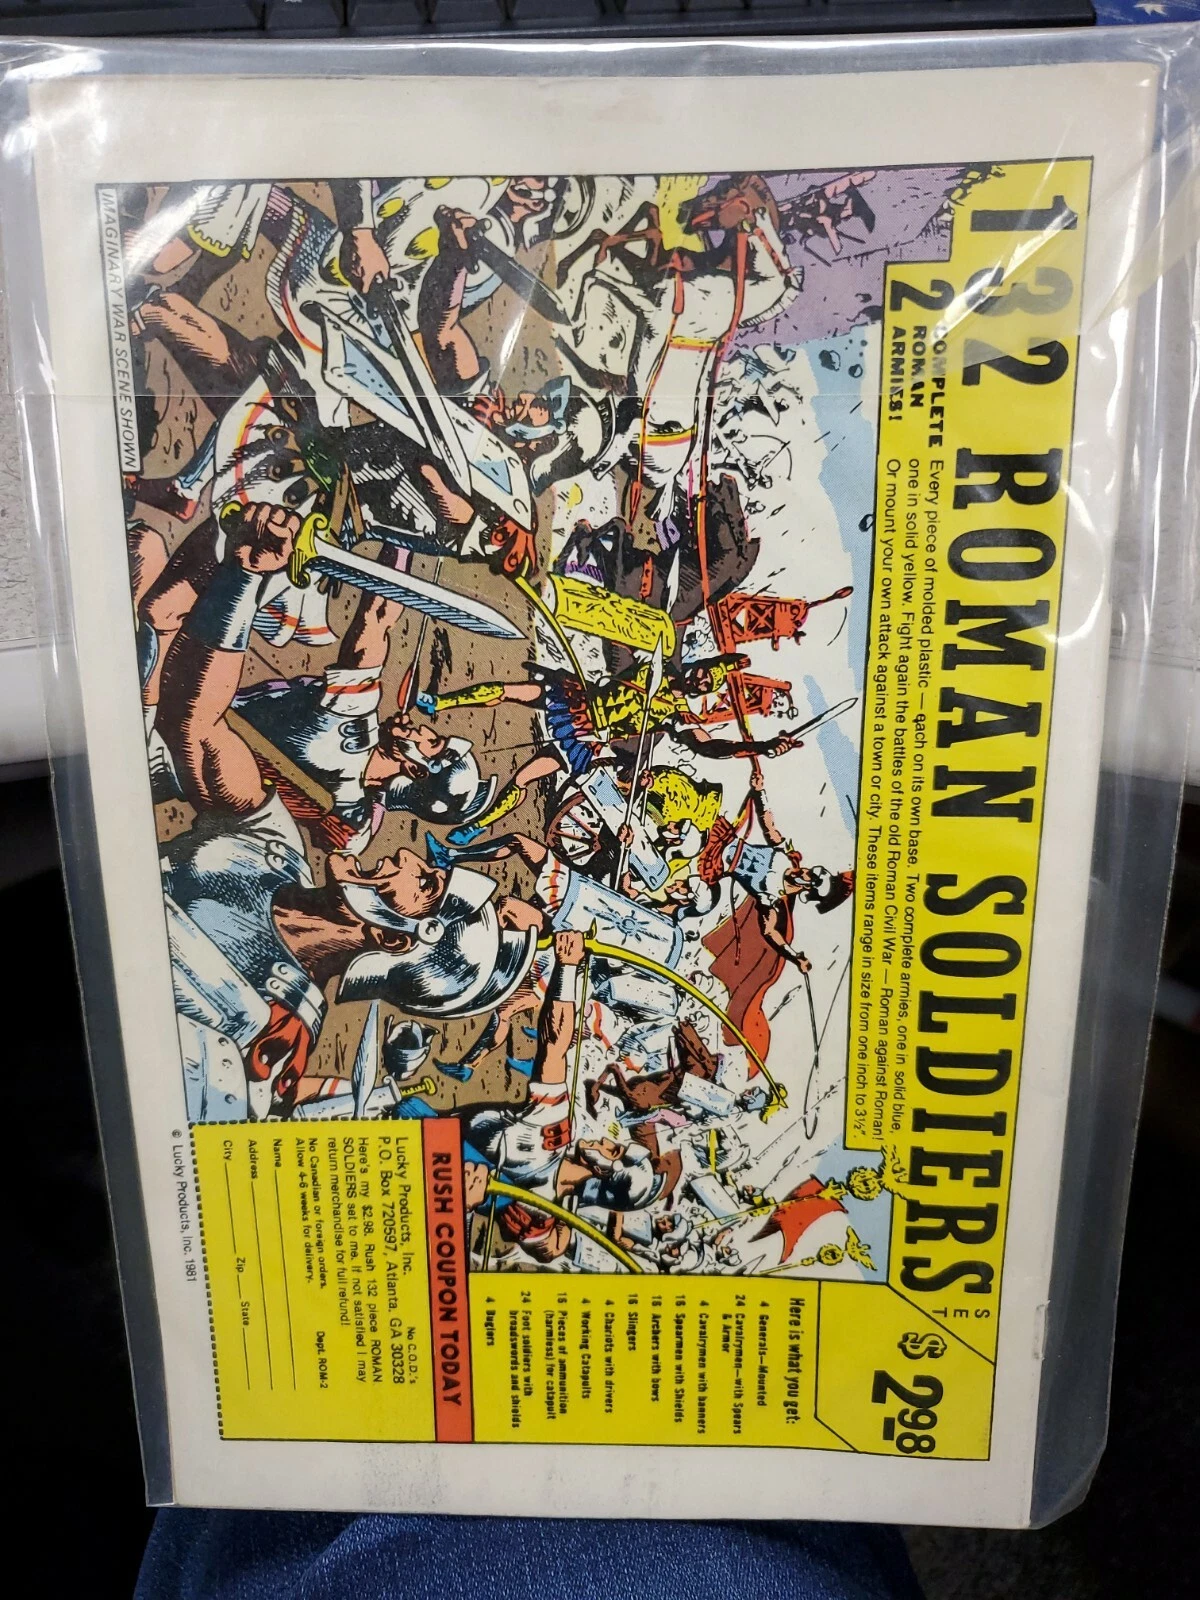 132 ROMAN SOLDIERS
SET
$2.98
2 COMPLETE
ROMAN
ARMIES!
Every piece of molded plastic — each on its own base. Two complete armies, one in solid blue,
one in solid yellow. Fight again the battles of the old Roman Civil War — Roman against Roman!
Or mount your own attack against a town or city. These items range in size from one inch to 3½".
Here is what you get:
4 Generals—Mounted
24 Cavalrymen—with Spears
& Armor
4 Cavalrymen with banners
16 Spearmen with Shields
16 Archers with bows
16 Slingers
4 Chariots with drivers
4 Working Catapults
16 Pieces of ammunition
(harmless) for catapult
24 Foot soldiers with
broadswords and shields
4 Buglers
RUSH COUPON TODAY
Lucky Products, Inc. No C.O.D.'s
P.O. Box 720597, Atlanta, GA 30328
Here's my $2.98. Rush 132 piece ROMAN
SOLDIERS set to me. If not satisfied I may
return merchandise for full refund!
No Canadian or foreign orders.
Allow 4-6 weeks for delivery. Dept. ROM-2
Name
Address
City Zip State
IMAGINARY WAR SCENE SHOWN
© Lucky Products, Inc. 1981